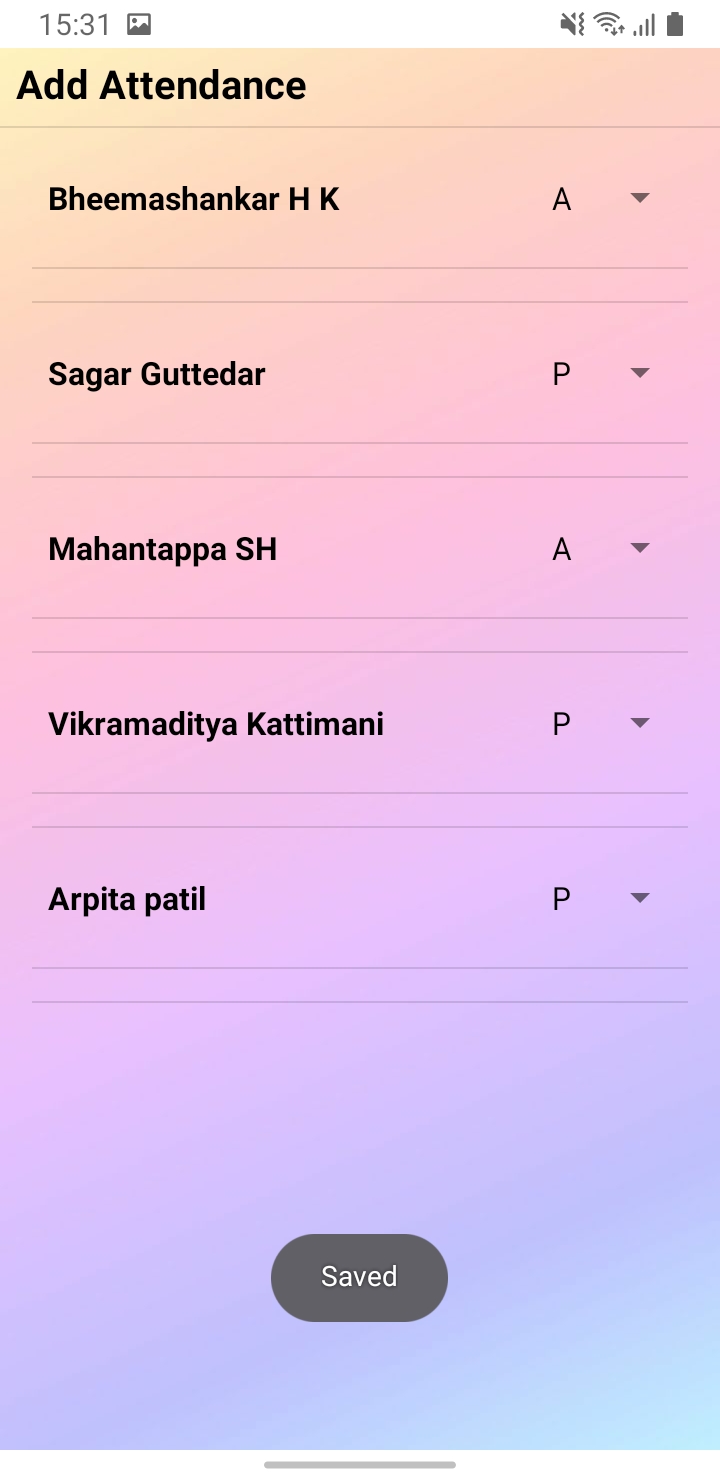 15:31
Add Attendance
Bheemashankar H K A
Sagar Guttedar P
Mahantappa SH A
Vikramaditya Kattimani P
Arpita patil P
Saved